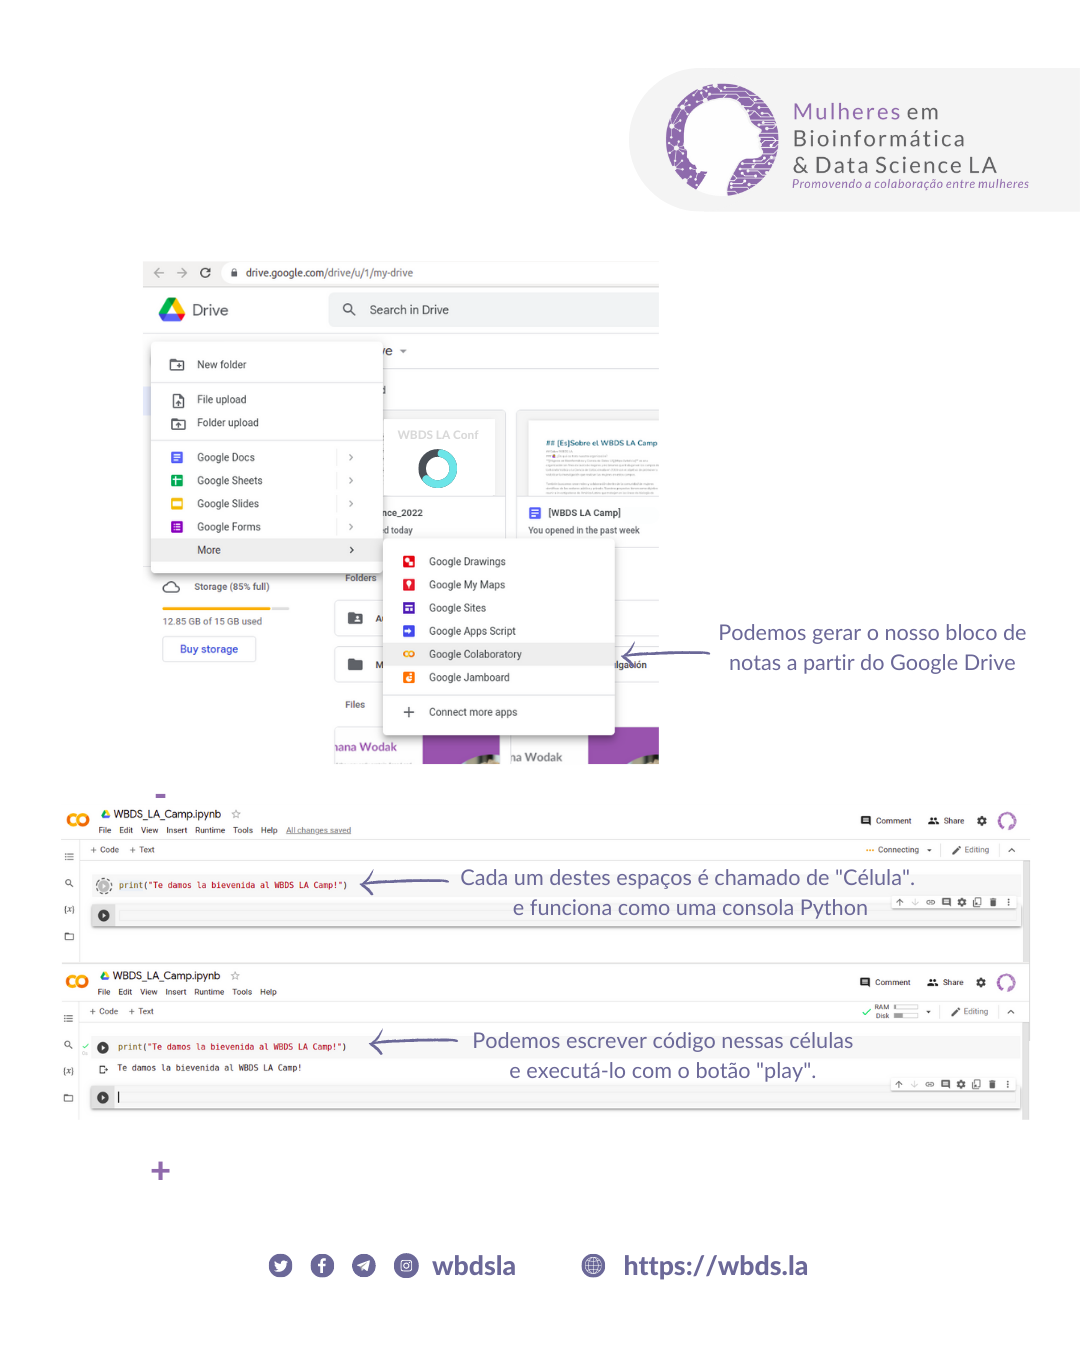 Mulheres em
Bioinformática
& Data Science LA
Promovendo a colaboração entre mulheres
drive.google.com/drive/u/1/my-drive
Drive
Search in Drive
ve
New folder
File upload
Folder upload
WBDS LA Conf
## [Es]Sobre el WBDS LA Camp
Google Docs
Google Sheets
Google Slides
Google Forms
More
nce_2022
d today
[WBDS LA Camp]
You opened in the past week
Storage (85% full)
12.85 GB of 15 GB used
Buy storage
Folders
Google Drawings
Google My Maps
Google Sites
Google Apps Script
Google Colaboratory
Google Jamboard
Connect more apps
lgación
Files
nana Wodak
na Wodak
Podemos gerar o nosso bloco de
notas a partir do Google Drive
-
WBDS_LA_Camp.ipynb
File Edit View Insert Runtime Tools Help All changes saved
Comment Share
+ Code + Text
Connecting
Editing
print("Te damos la bievenida al WBDS LA Camp!")
Cada um destes espaços é chamado de "Célula".
e funciona como uma consola Python
WBDS_LA_Camp.ipynb
File Edit View Insert Runtime Tools Help
Comment Share
+ Code + Text
RAM
Disk
Editing
print("Te damos la bievenida al WBDS LA Camp!")
Te damos la bievenida al WBDS LA Camp!
Podemos escrever código nessas células
e executá-lo com o botão "play".
+
wbdsla
https://wbds.la